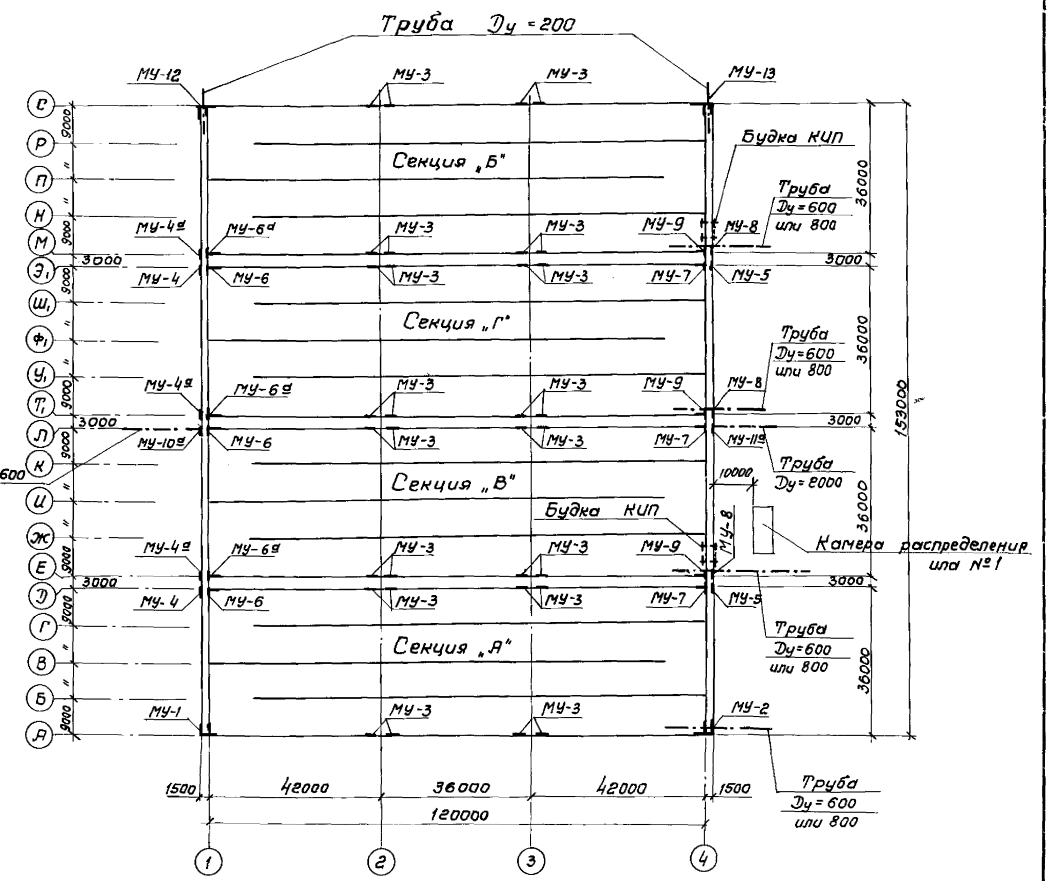 Труба Ду = 200
МУ-12 МУ-3 МУ-3 МУ-13
С
9000
Р
Будка КИП
Секция „Б"
"
П
36000
Труба
Ду=600
или 800
Н
9000
МУ-4а МУ-6а МУ-3 МУ-3 МУ-9 МУ-8
М
3000 3000
Э₁
МУ-4 МУ-6 МУ-3 МУ-3 МУ-7 МУ-5
9000
Ш₁
Секция „Г"
"
Ф₁
36000
Труба
Ду=600
или 800
"
У₁
МУ-4а МУ-6а МУ-3 МУ-3 МУ-9 МУ-8
9000
Т₁
3000 3000
153000
Л
МУ-10а МУ-6 МУ-3 МУ-3 МУ-7 МУ-11а
9000
600
К
Труба
Ду=2000
10000
Секция „В"
"
И
36000
Будка КИП
МУ-8
"
Ж
Камера распределения
ила №1
МУ-4а МУ-6а МУ-3 МУ-3 МУ-9
9000
Е
3000 3000
Д
МУ-4 МУ-6 МУ-3 МУ-3 МУ-7 МУ-5
9000
Г
Труба
Ду=600
или 800
Секция „А"
"
В
36000
"
Б
МУ-1 МУ-3 МУ-3 МУ-2
9000
А
1500 42000 36000 42000 1500
Труба
Ду=600
или 800
120000
1 2 3 4